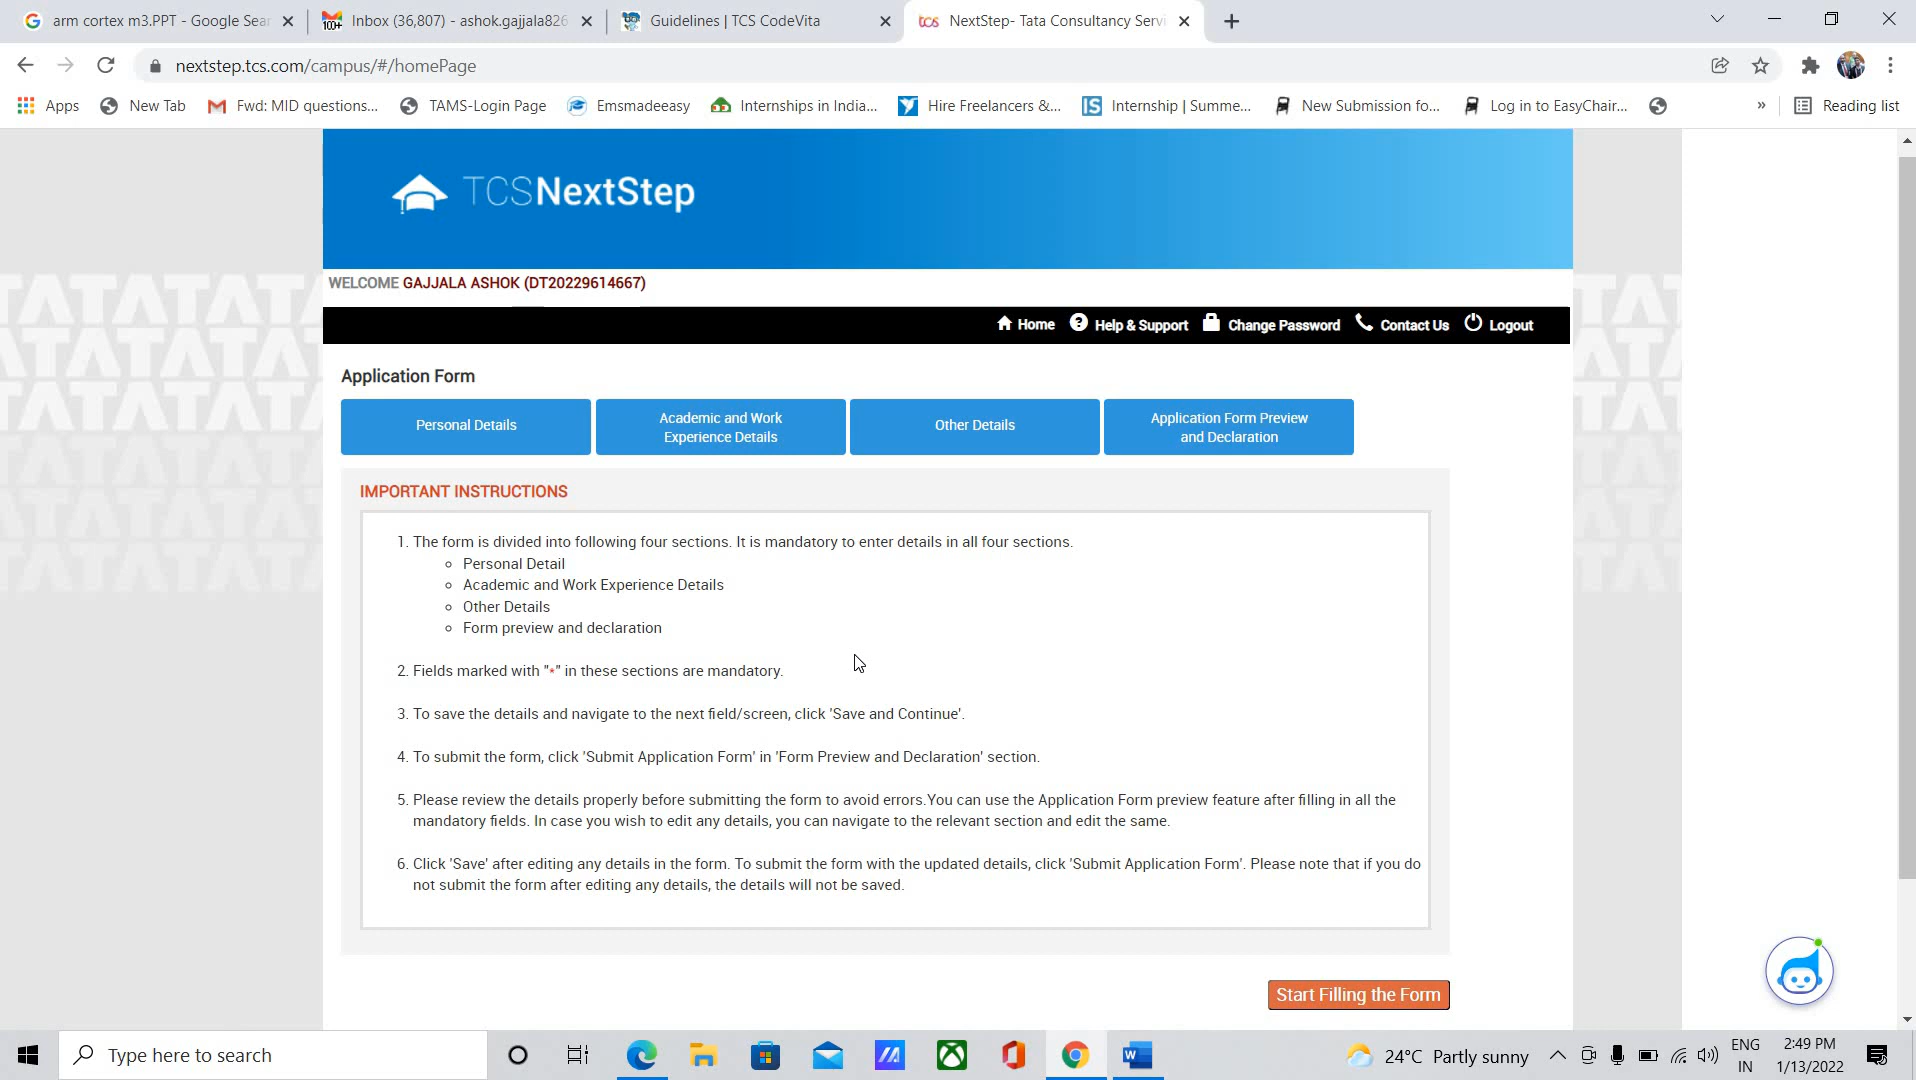 arm cortex m3.PPT - Google Sear
Inbox (36,807) - ashok.gajjala826
Guidelines | TCS CodeVita
tcs NextStep- Tata Consultancy Servi
nextstep.tcs.com/campus/#/homePage
Apps New Tab Fwd: MID questions... TAMS-Login Page Emsmadeeasy Internships in India... Hire Freelancers &... IS Internship | Summe... New Submission fo... Log in to EasyChair... » Reading list
TCSNextStep
WELCOME GAJJALA ASHOK (DT20229614667)
Home Help & Support Change Password Contact Us Logout
Application Form
Personal Details
Academic and Work
Experience Details
Other Details
Application Form Preview
and Declaration
IMPORTANT INSTRUCTIONS
1. The form is divided into following four sections. It is mandatory to enter details in all four sections.
Personal Detail
Academic and Work Experience Details
Other Details
Form preview and declaration
2. Fields marked with "*" in these sections are mandatory.
3. To save the details and navigate to the next field/screen, click 'Save and Continue'.
4. To submit the form, click 'Submit Application Form' in 'Form Preview and Declaration' section.
5. Please review the details properly before submitting the form to avoid errors.You can use the Application Form preview feature after filling in all the
mandatory fields. In case you wish to edit any details, you can navigate to the relevant section and edit the same.
6. Click 'Save' after editing any details in the form. To submit the form with the updated details, click 'Submit Application Form'. Please note that if you do
not submit the form after editing any details, the details will not be saved.
Start Filling the Form
Type here to search
24°C Partly sunny
ENG
IN
2:49 PM
1/13/2022